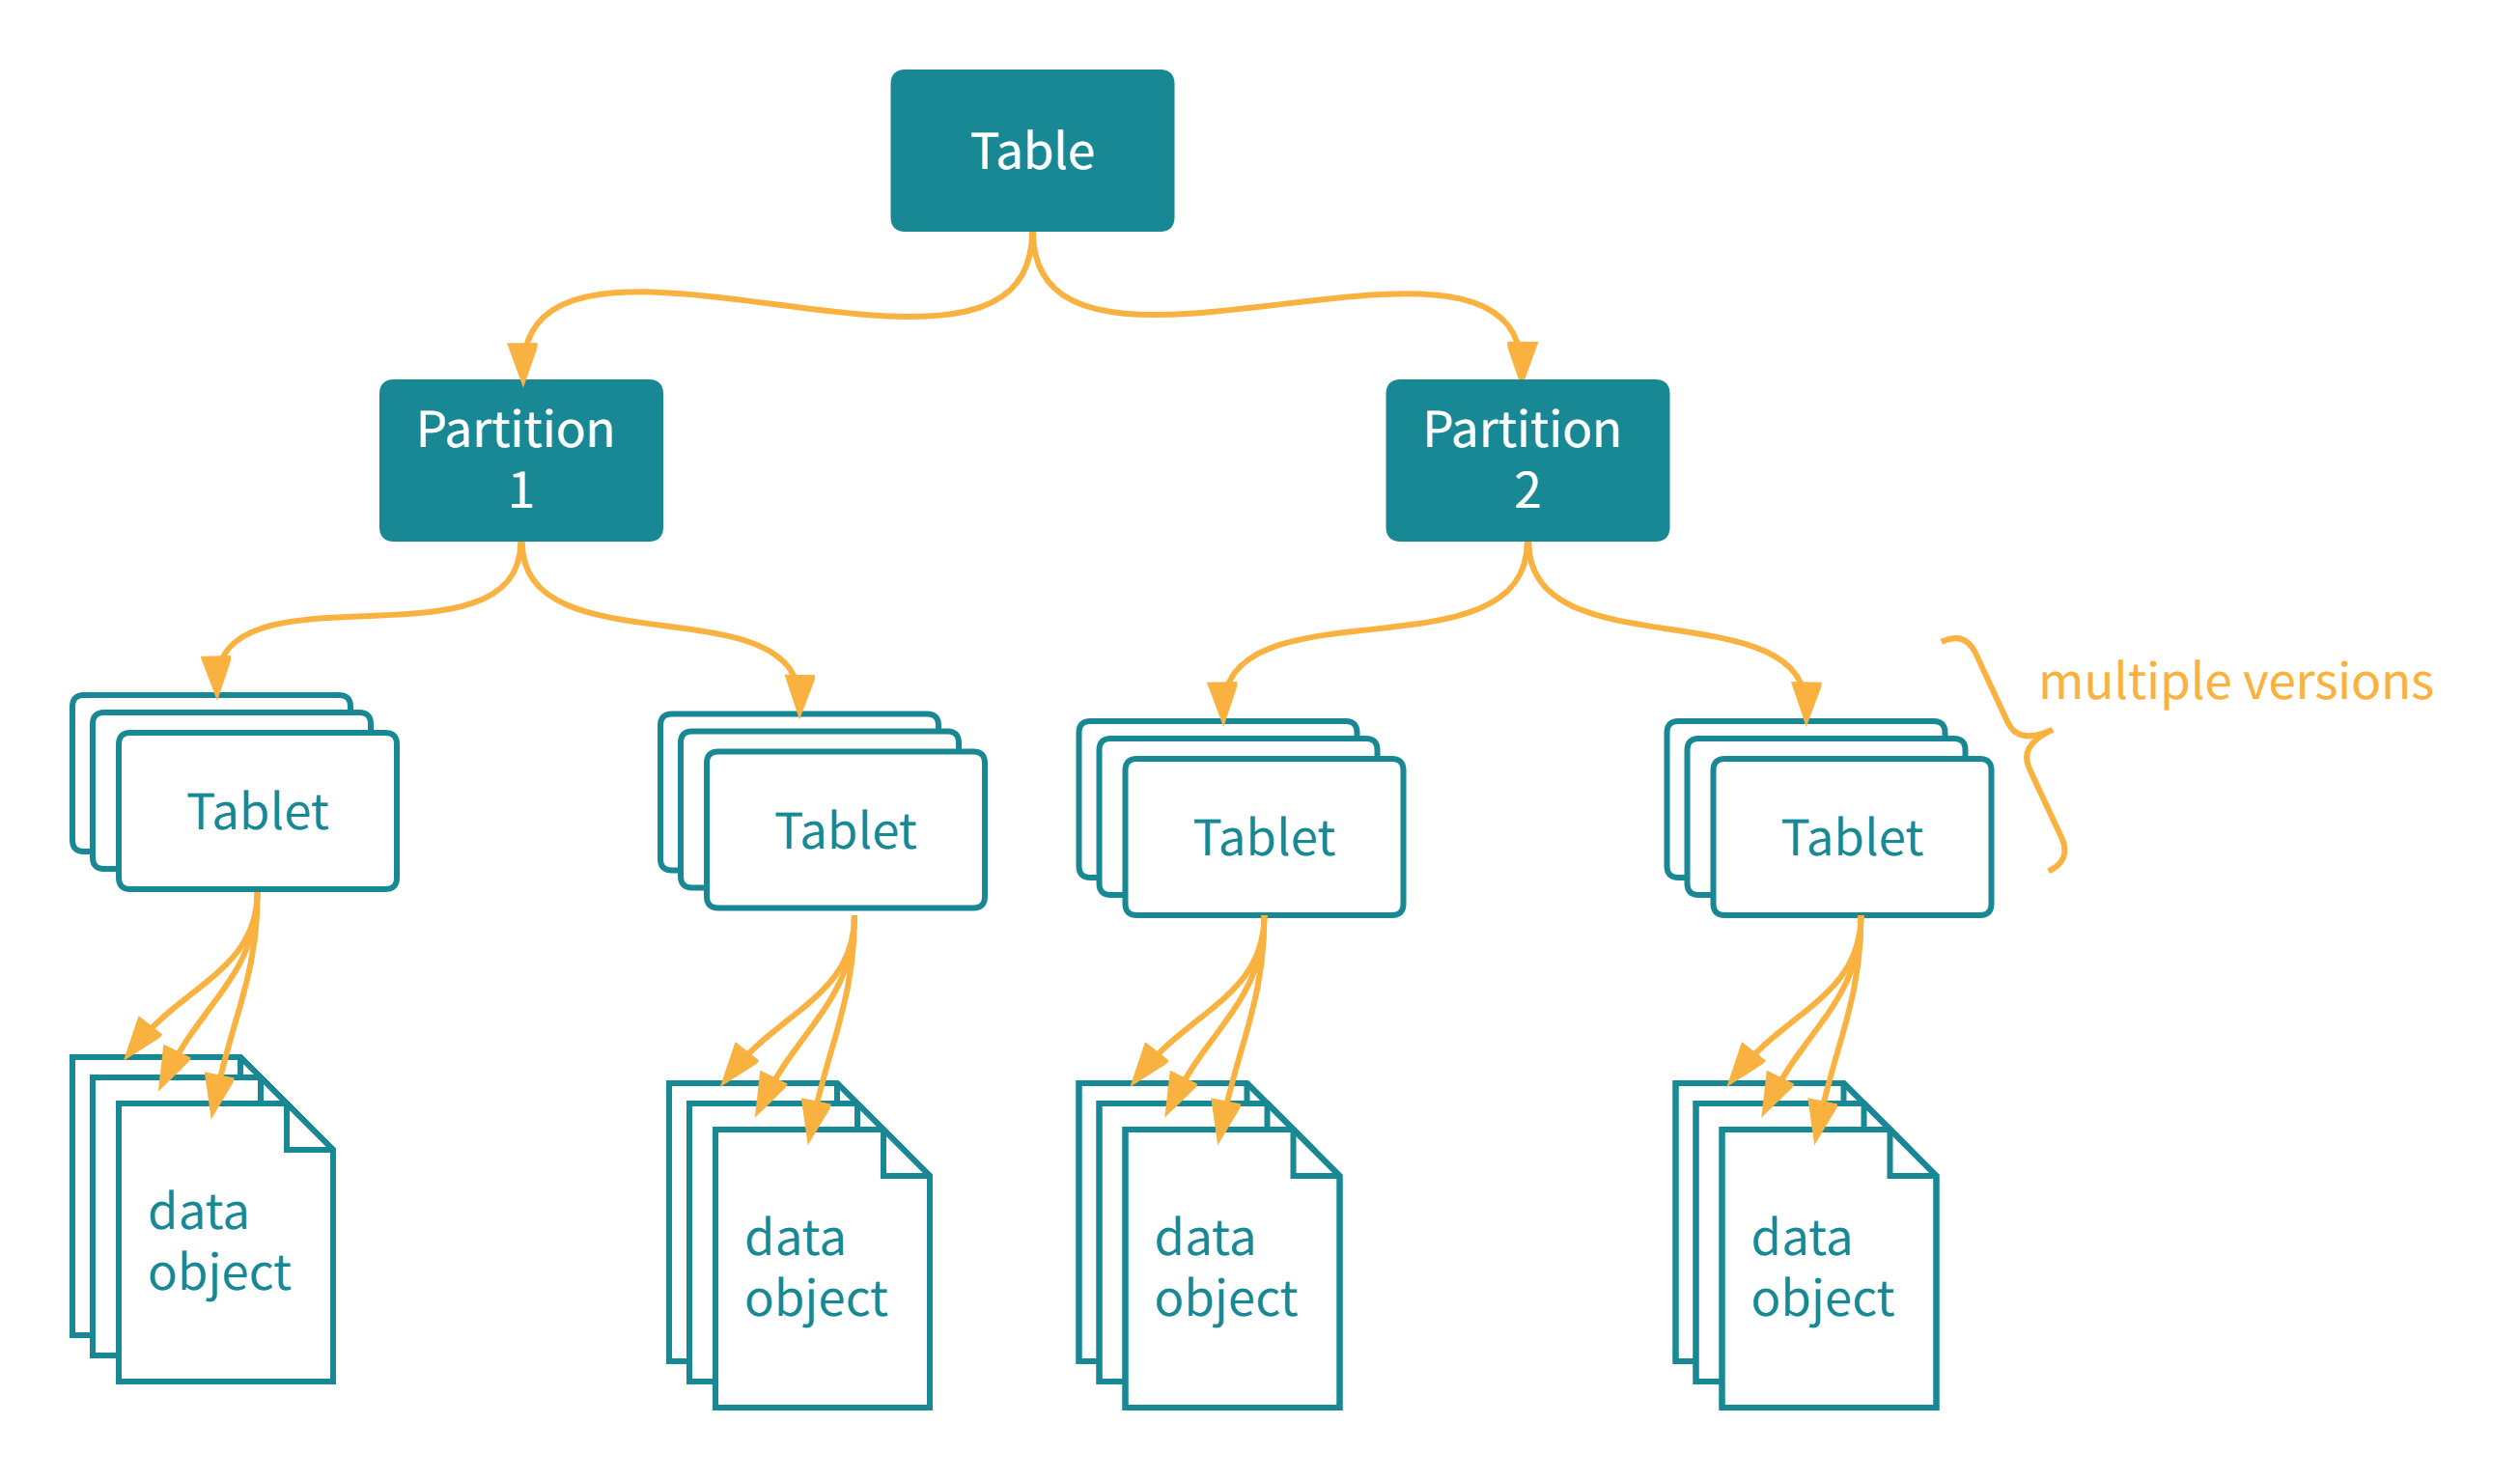 Table
Partition
1
Partition
2
multiple versions
Tablet
Tablet
Tablet
Tablet
data
object
data
object
data
object
data
object